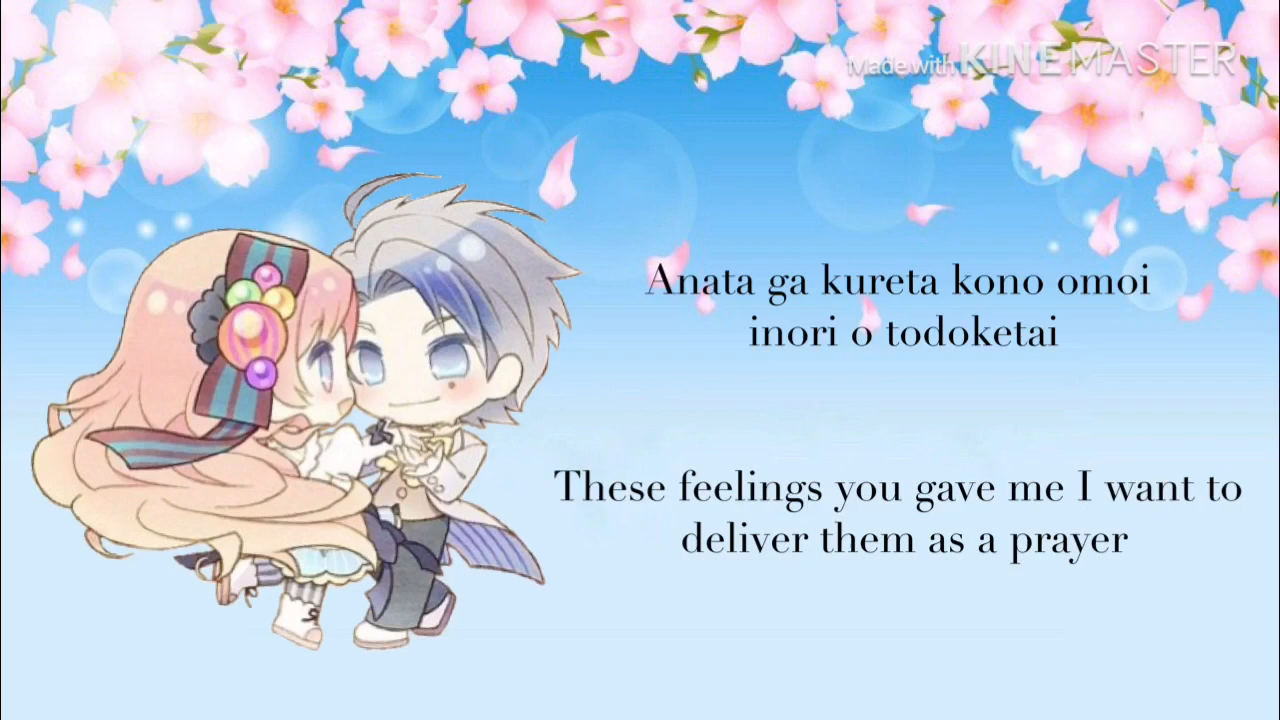 Made with KINEMASTER
Anata ga kureta kono omoi
inori o todoketai
These feelings you gave me I want to
deliver them as a prayer